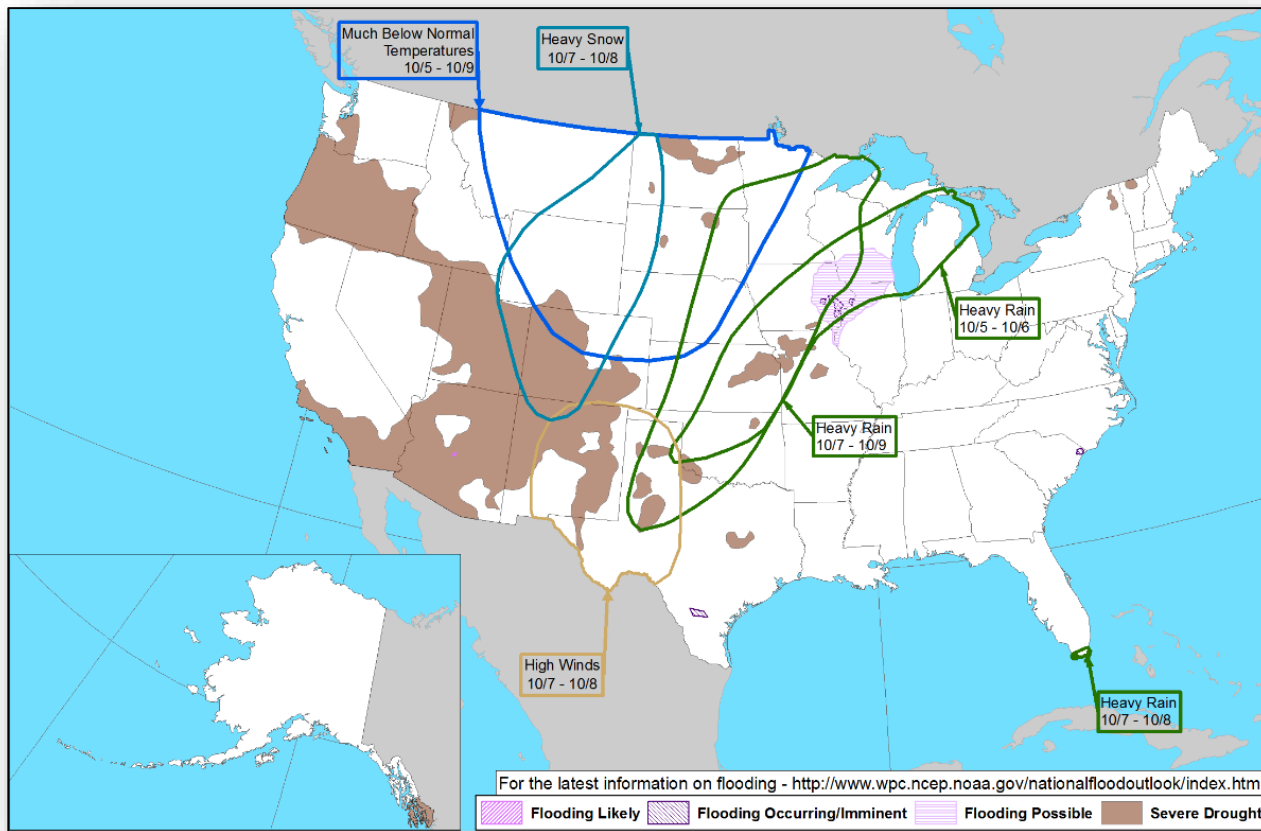 Much Below Normal
Temperatures
10/5 - 10/9
Heavy Snow
10/7 - 10/8
Heavy Rain
10/5 - 10/6
Heavy Rain
10/7 - 10/9
High Winds
10/7 - 10/8
Heavy Rain
10/7 - 10/8
For the latest information on flooding - http://www.wpc.ncep.noaa.gov/nationalfloodoutlook/index.htm
Flooding Likely Flooding Occurring/Imminent Flooding Possible Severe Drought